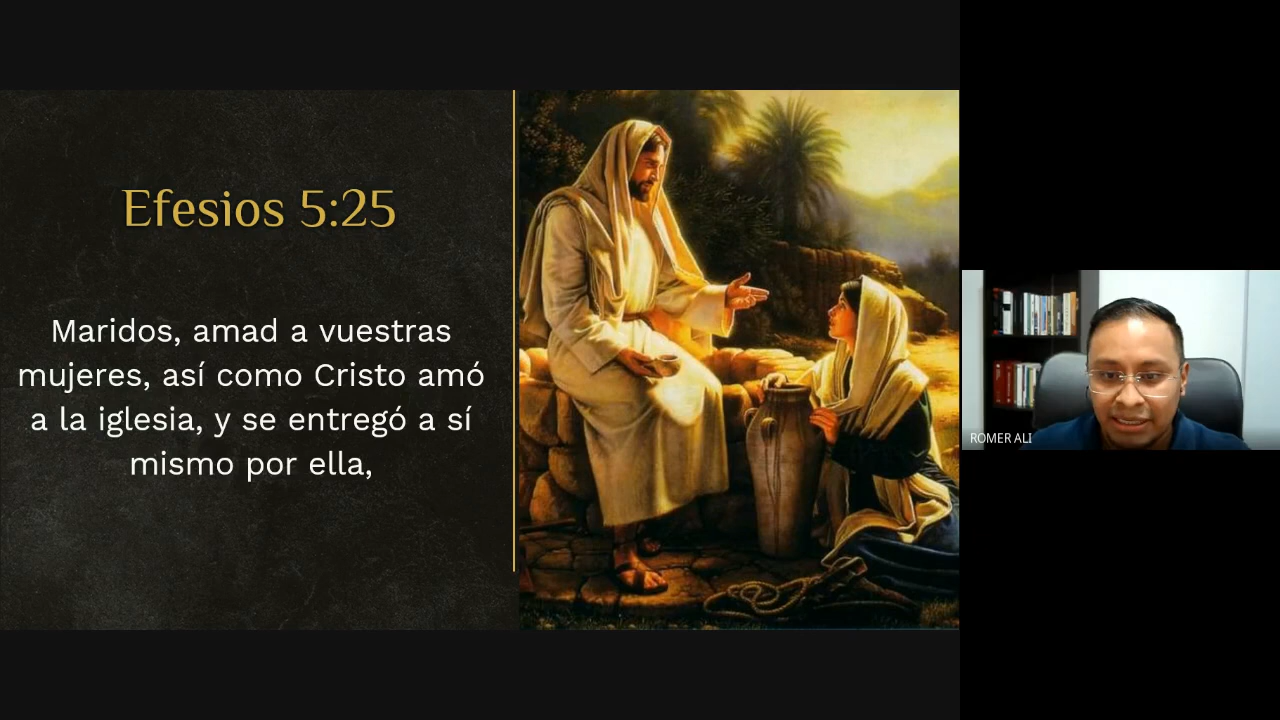 Efesios 5:25
Maridos, amad a vuestras
mujeres, así como Cristo amó
a la iglesia, y se entregó a sí
mismo por ella,
ROMER ALI